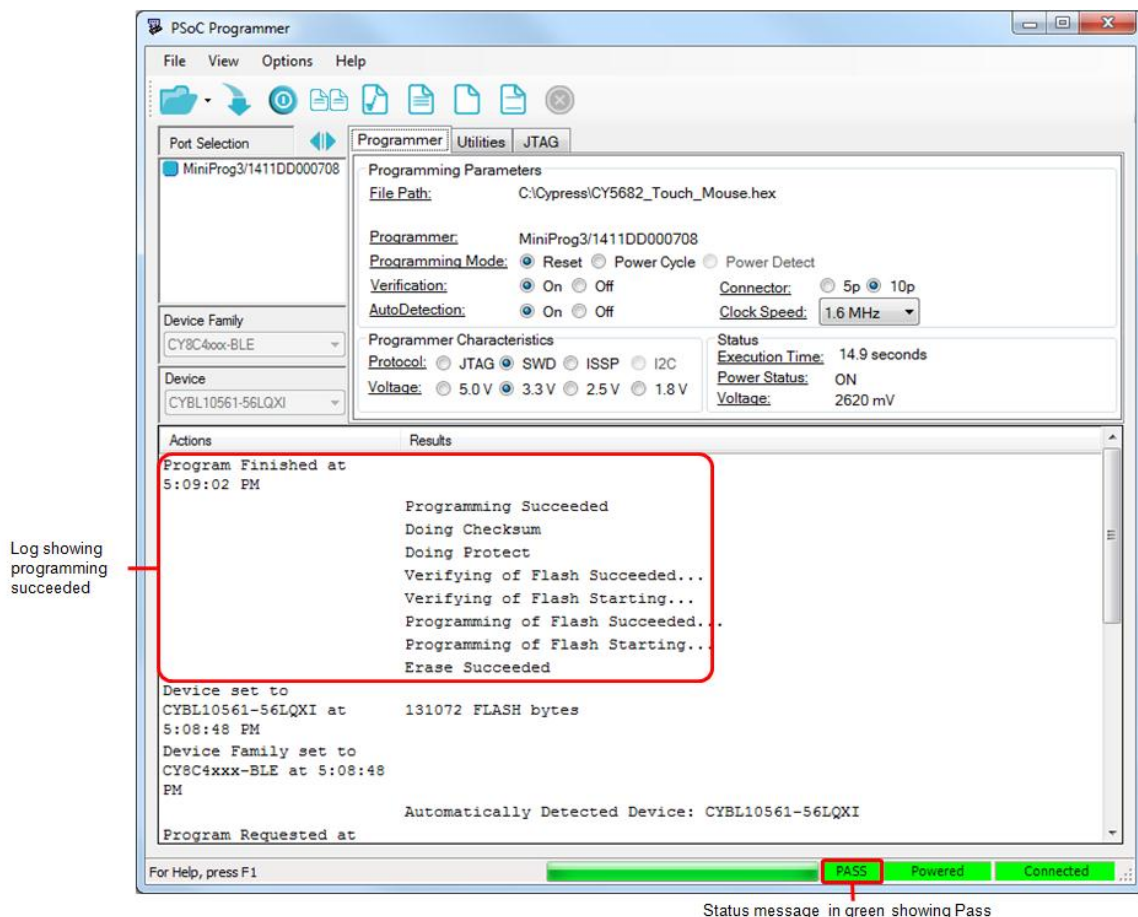 PSoC Programmer
File View Options Help
Port Selection
MiniProg3/1411DD000708
Device Family
CY8C4xxx-BLE
Device
CYBL10561-56LQXI
Programmer Utilities JTAG
Programming Parameters
File Path: C:\Cypress\CY5682_Touch_Mouse.hex
Programmer: MiniProg3/1411DD000708
Programming Mode: Reset Power Cycle Power Detect
Verification: On Off Connector: 5p 10p
AutoDetection: On Off Clock Speed: 1.6 MHz
Programmer Characteristics
Protocol: JTAG SWD ISSP I2C
Voltage: 5.0 V 3.3 V 2.5 V 1.8 V
Status
Execution Time: 14.9 seconds
Power Status: ON
Voltage: 2620 mV
Actions Results
Program Finished at
5:09:02 PM
Programming Succeeded
Doing Checksum
Doing Protect
Verifying of Flash Succeeded...
Verifying of Flash Starting...
Programming of Flash Succeeded...
Programming of Flash Starting...
Erase Succeeded
Device set to
CYBL10561-56LQXI at 131072 FLASH bytes
5:08:48 PM
Device Family set to
CY8C4xxx-BLE at 5:08:48
PM
Automatically Detected Device: CYBL10561-56LQXI
Program Requested at
Log showing
programming
succeeded
For Help, press F1
PASS Powered Connected
Status message in green showing Pass